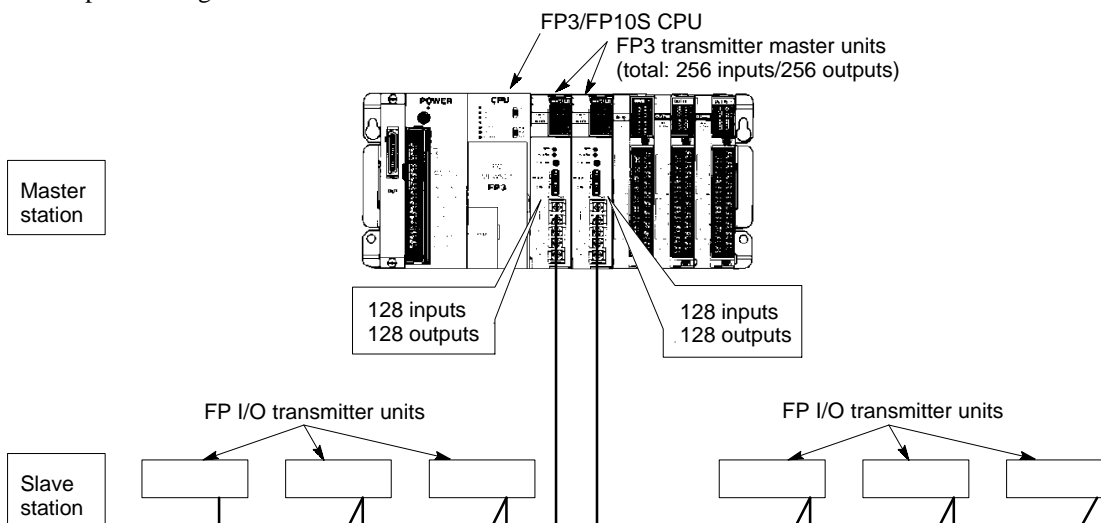 FP3/FP10S CPU
FP3 transmitter master units
(total: 256 inputs/256 outputs)
POWER
CPU
FP3
Master
station
128 inputs
128 outputs
128 inputs
128 outputs
FP I/O transmitter units
FP I/O transmitter units
Slave
station